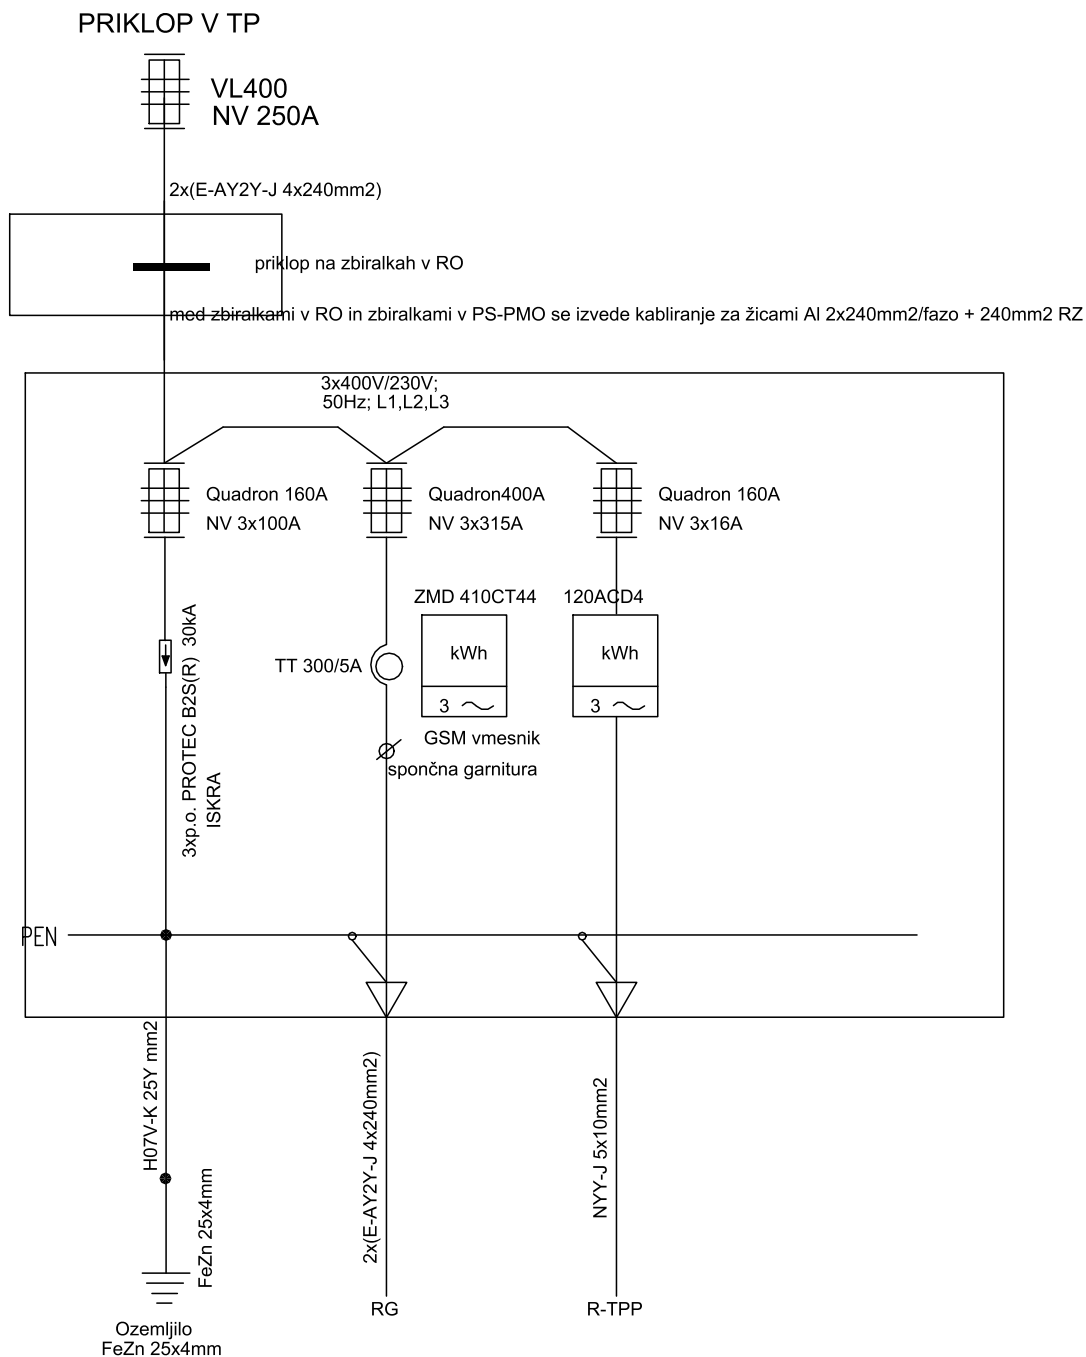 PRIKLOP V TP
VL400
NV 250A
2x(E-AY2Y-J 4x240mm2)
priklop na zbiralkah v RO
med zbiralkami v RO in zbiralkami v PS-PMO se izvede kabliranje za žicami Al 2x240mm2/fazo + 240mm2 RZ
3x400V/230V;
50Hz; L1,L2,L3
Quadron 160A
NV 3x100A
Quadron400A
NV 3x315A
Quadron 160A
NV 3x16A
3xp.o. PROTEC B2S(R) 30kA
ISKRA
TT 300/5A
ZMD 410CT44
kWh
3
GSM vmesnik
spončna garnitura
120ACD4
kWh
3
PEN
H07V-K 25Y mm2
FeZn 25x4mm
Ozemljilo
FeZn 25x4mm
2x(E-AY2Y-J 4x240mm2)
RG
NYY-J 5x10mm2
R-TPP